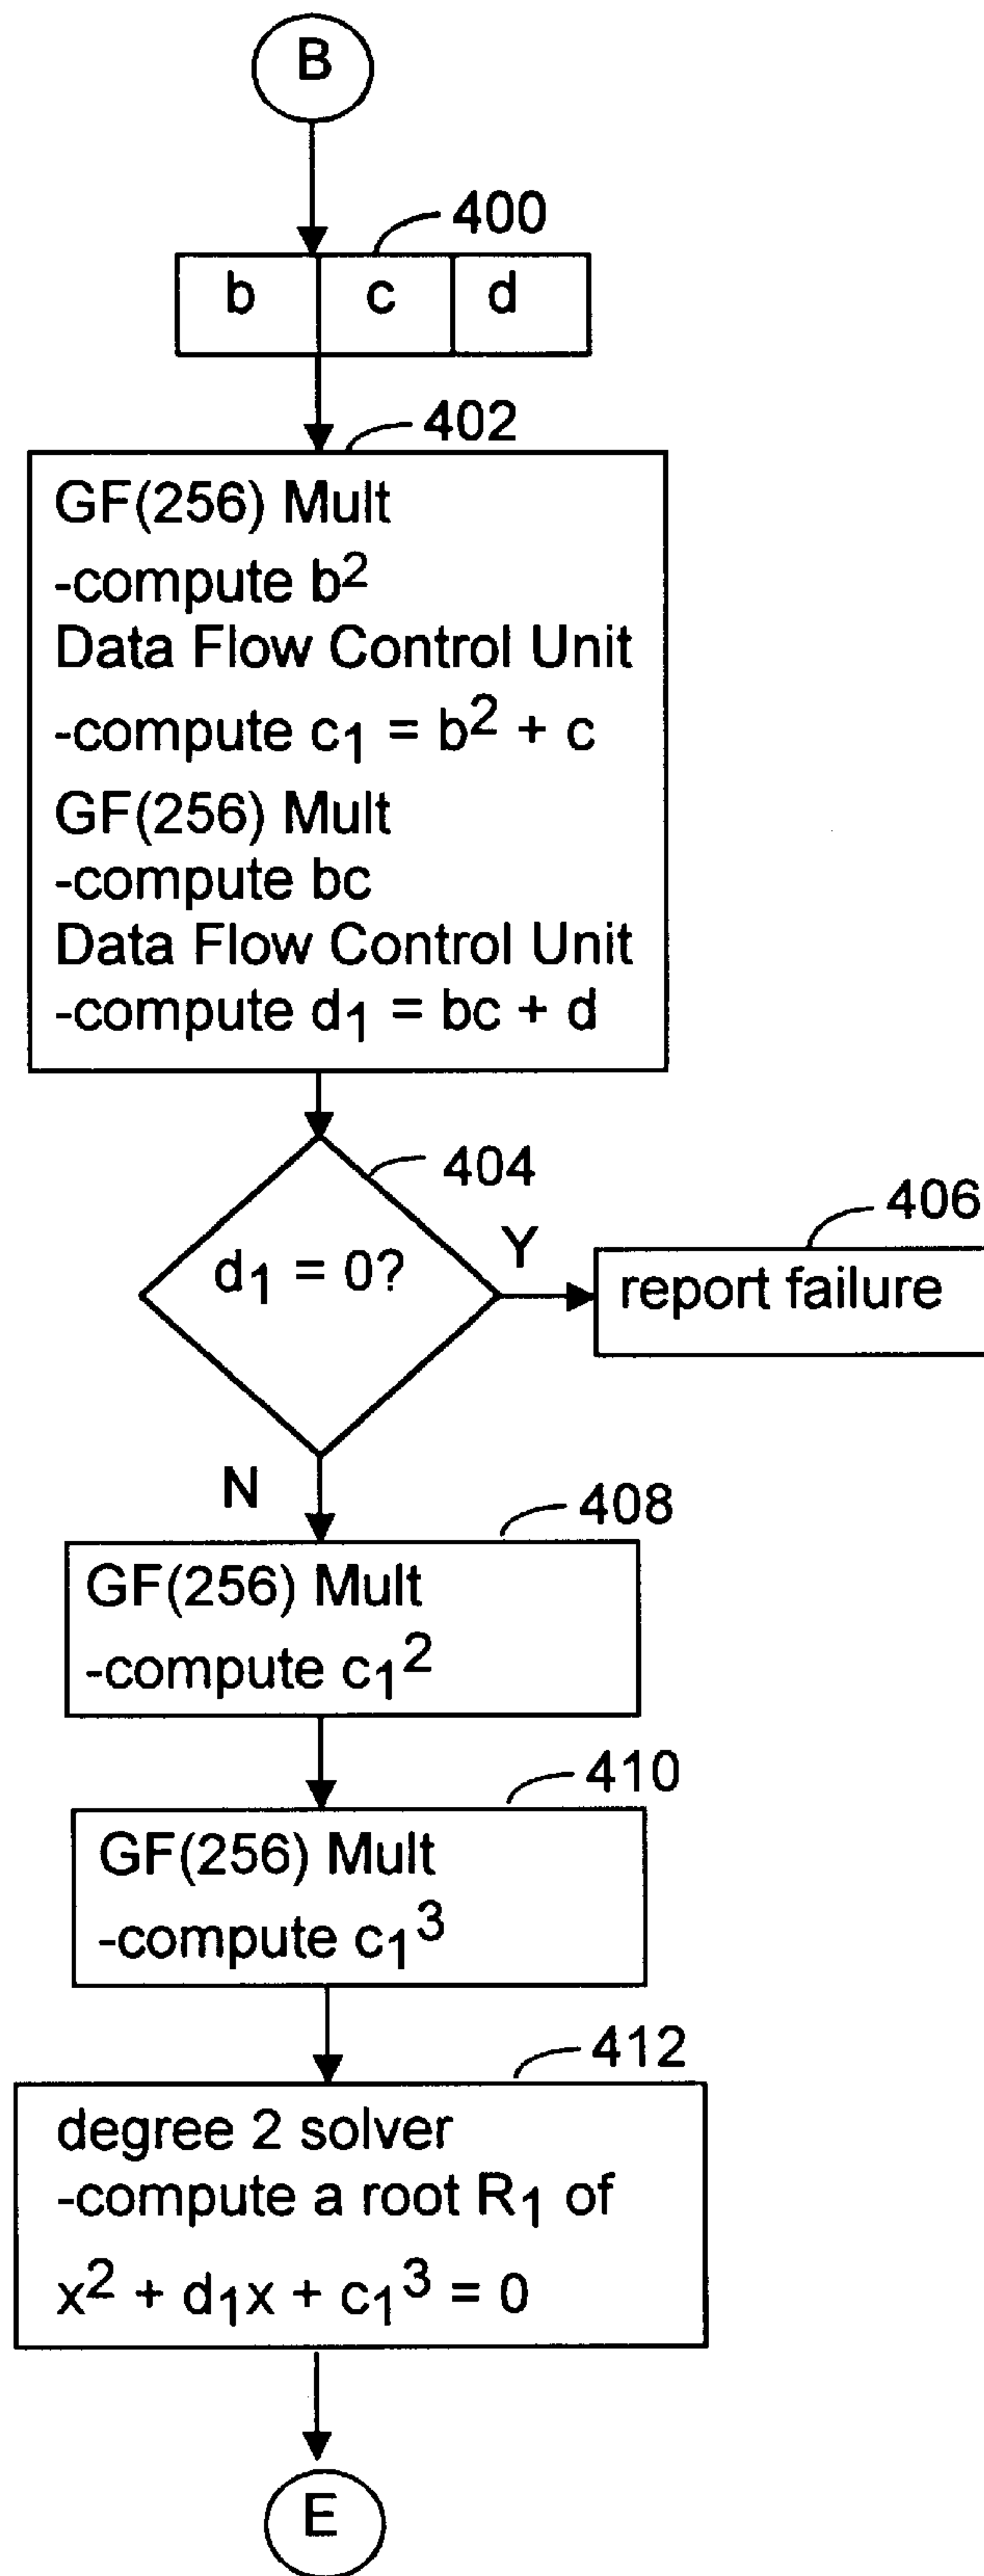 B
400
b c d
402
GF(256) Mult
-compute b²
Data Flow Control Unit
-compute c₁ = b² + c
GF(256) Mult
-compute bc
Data Flow Control Unit
-compute d₁ = bc + d
404
d₁ = 0?
Y
406
report failure
N
408
GF(256) Mult
-compute c₁²
410
GF(256) Mult
-compute c₁³
412
degree 2 solver
-compute a root R₁ of
x² + d₁x + c₁³ = 0
E